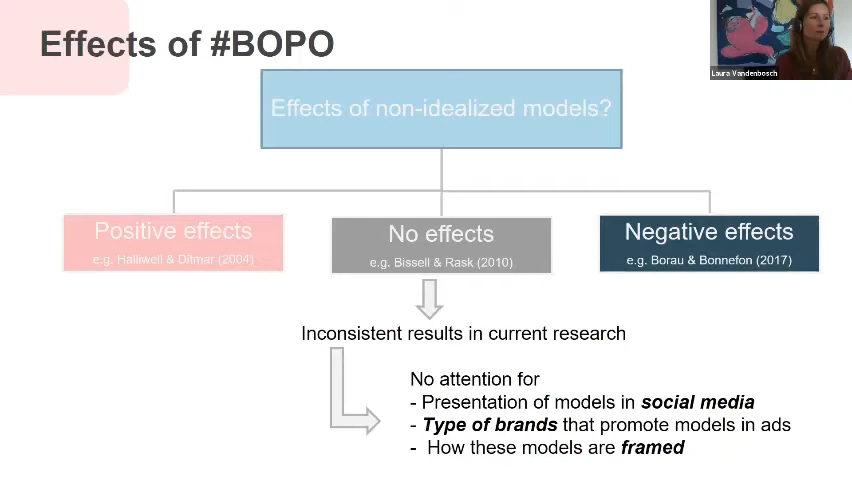 Effects of #BOPO
Laura Vandenbosch
Effects of non-idealized models?
Positive effects
e.g. Halliwell & Ditmar (2004)
No effects
e.g. Bissell & Rask (2010)
Negative effects
e.g. Borau & Bonnefon (2017)
Inconsistent results in current research
No attention for
- Presentation of models in social media
- Type of brands that promote models in ads
- How these models are framed